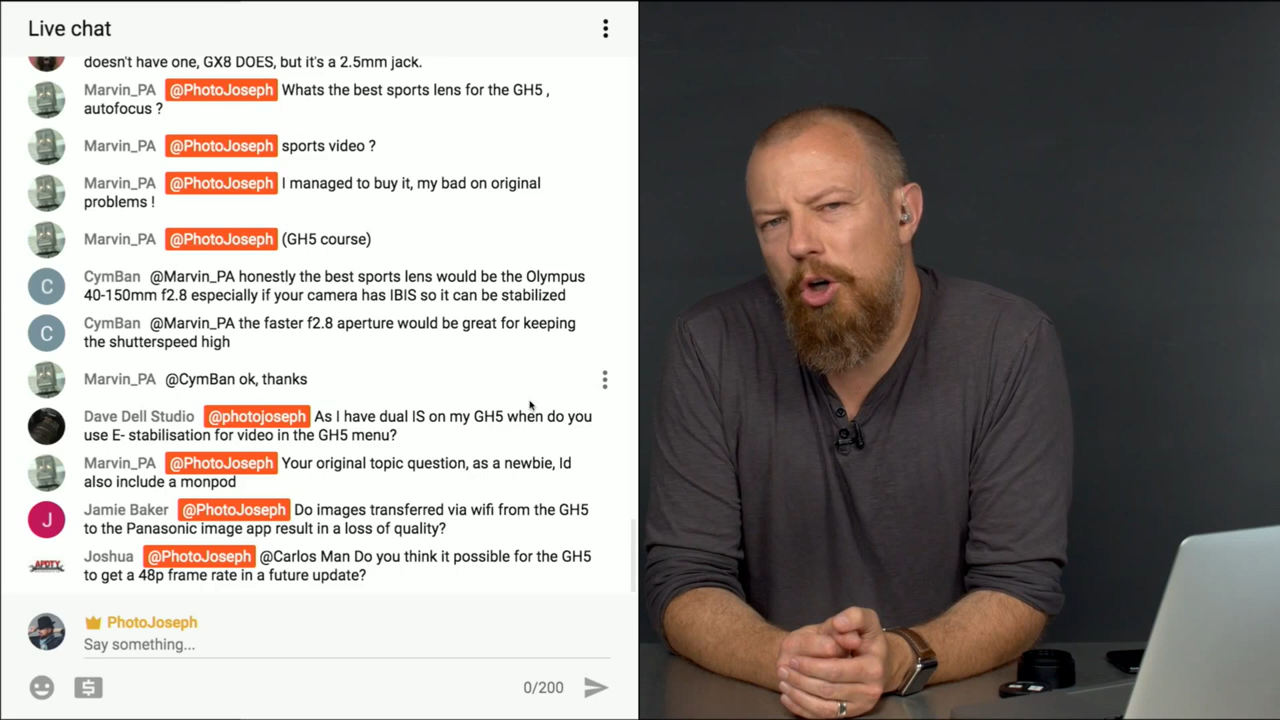 Live chat
doesn't have one, GX8 DOES, but it's a 2.5mm jack.
Marvin_PA @PhotoJoseph Whats the best sports lens for the GH5 ,
autofocus ?
Marvin_PA @PhotoJoseph sports video ?
Marvin_PA @PhotoJoseph I managed to buy it, my bad on original
problems !
Marvin_PA @PhotoJoseph (GH5 course)
C CymBan @Marvin_PA honestly the best sports lens would be the Olympus
40-150mm f2.8 especially if your camera has IBIS so it can be stabilized
C CymBan @Marvin_PA the faster f2.8 aperture would be great for keeping
the shutterspeed high
Marvin_PA @CymBan ok, thanks
Dave Dell Studio @photojoseph As I have dual IS on my GH5 when do you
use E- stabilisation for video in the GH5 menu?
Marvin_PA @PhotoJoseph Your original topic question, as a newbie, Id
also include a monpod
J Jamie Baker @PhotoJoseph Do images transferred via wifi from the GH5
to the Panasonic image app result in a loss of quality?
APDTY Joshua @PhotoJoseph @Carlos Man Do you think it possible for the GH5
to get a 48p frame rate in a future update?
PhotoJoseph
Say something...
$ 0/200